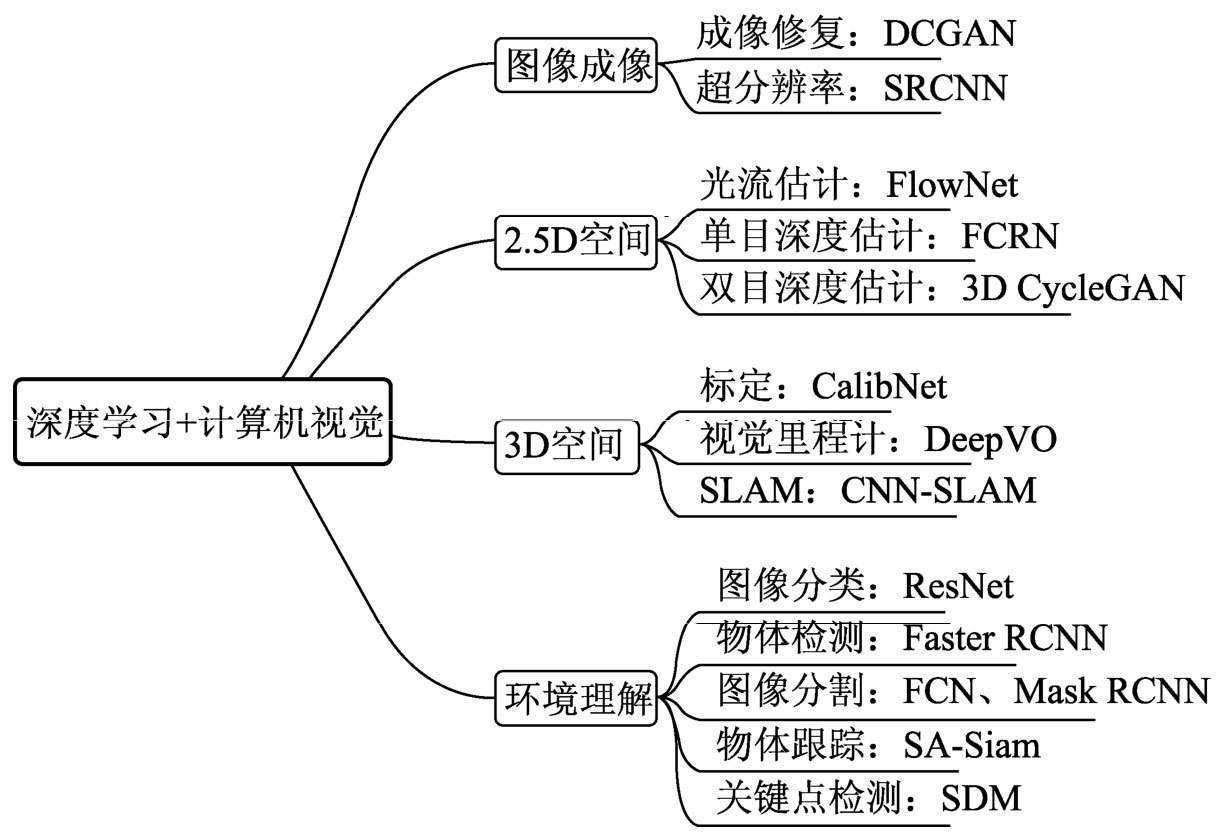 图像成像
成像修复：DCGAN
超分辨率：SRCNN
2.5D空间
光流估计：FlowNet
单目深度估计：FCRN
双目深度估计：3D CycleGAN
深度学习+计算机视觉
3D空间
标定：CalibNet
视觉里程计：DeepVO
SLAM：CNN-SLAM
环境理解
图像分类：ResNet
物体检测：Faster RCNN
图像分割：FCN、Mask RCNN
物体跟踪：SA-Siam
关键点检测：SDM